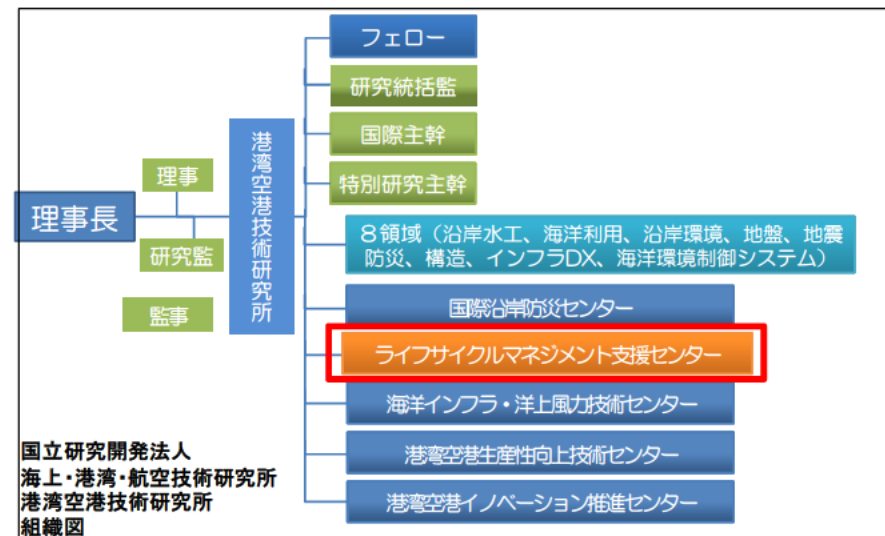 フェロー
研究統括監
国際主幹
特別研究主幹
理事長
理事
研究監
監事
港湾空港技術研究所
8領域（沿岸水工、海洋利用、沿岸環境、地盤、地震
防災、構造、インフラDX、海洋環境制御システム）
国際沿岸防災センター
ライフサイクルマネジメント支援センター
海洋インフラ・洋上風力技術センター
港湾空港生産性向上技術センター
港湾空港イノベーション推進センター
国立研究開発法人
海上・港湾・航空技術研究所
港湾空港技術研究所
組織図